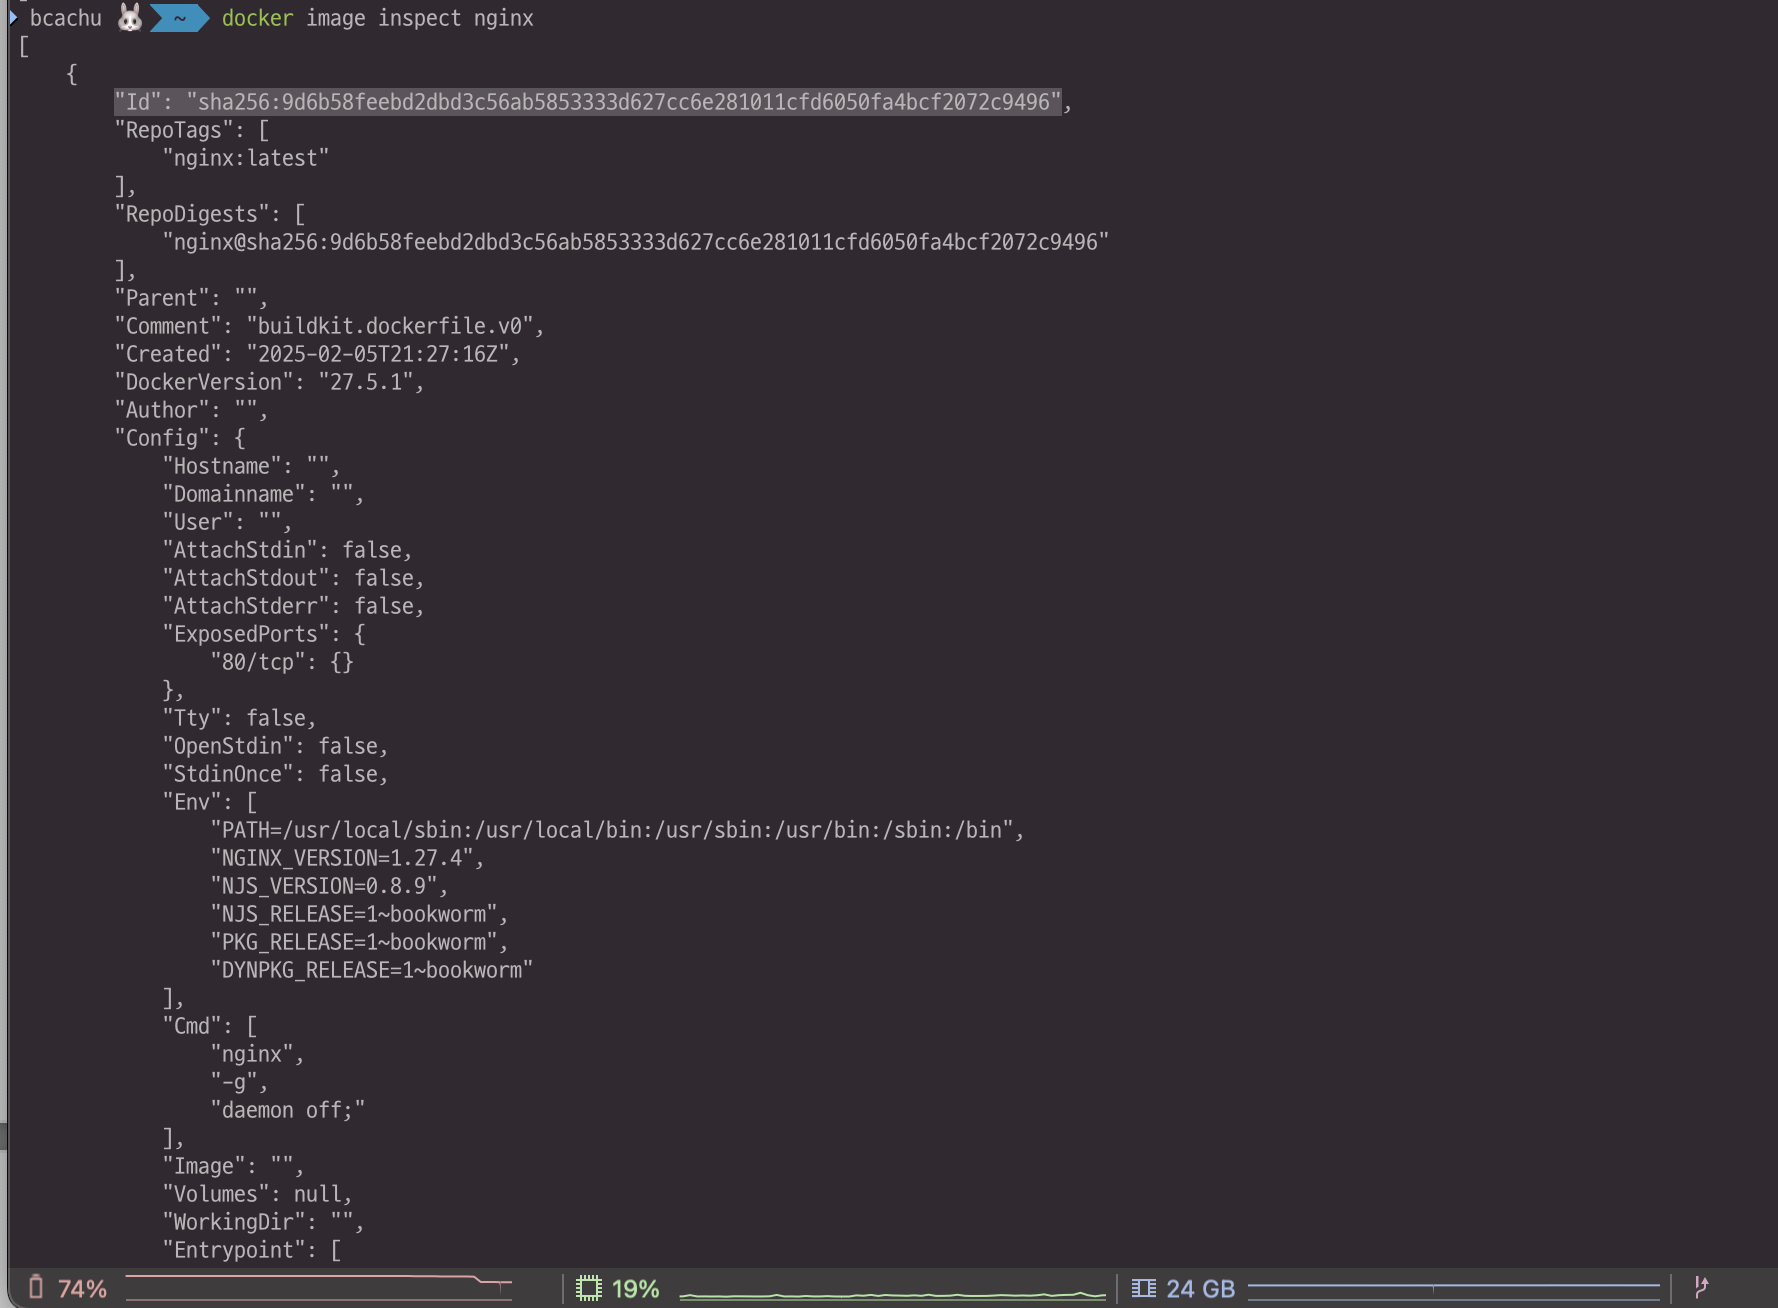 bcachu ~ docker image inspect nginx
[
    {
        "Id": "sha256:9d6b58feebd2dbd3c56ab5853333d627cc6e281011cfd6050fa4bcf2072c9496",
        "RepoTags": [
            "nginx:latest"
        ],
        "RepoDigests": [
            "nginx@sha256:9d6b58feebd2dbd3c56ab5853333d627cc6e281011cfd6050fa4bcf2072c9496"
        ],
        "Parent": "",
        "Comment": "buildkit.dockerfile.v0",
        "Created": "2025-02-05T21:27:16Z",
        "DockerVersion": "27.5.1",
        "Author": "",
        "Config": {
            "Hostname": "",
            "Domainname": "",
            "User": "",
            "AttachStdin": false,
            "AttachStdout": false,
            "AttachStderr": false,
            "ExposedPorts": {
                "80/tcp": {}
            },
            "Tty": false,
            "OpenStdin": false,
            "StdinOnce": false,
            "Env": [
                "PATH=/usr/local/sbin:/usr/local/bin:/usr/sbin:/usr/bin:/sbin:/bin",
                "NGINX_VERSION=1.27.4",
                "NJS_VERSION=0.8.9",
                "NJS_RELEASE=1~bookworm",
                "PKG_RELEASE=1~bookworm",
                "DYNPKG_RELEASE=1~bookworm"
            ],
            "Cmd": [
                "nginx",
                "-g",
                "daemon off;"
            ],
            "Image": "",
            "Volumes": null,
            "WorkingDir": "",
            "Entrypoint": [
74% 19% 24 GB